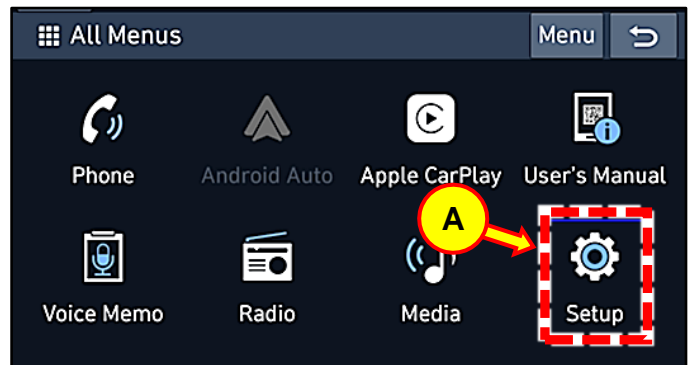 All Menus
Menu
Phone
Android Auto
Apple CarPlay
User's Manual
A
Voice Memo
Radio
Media
Setup